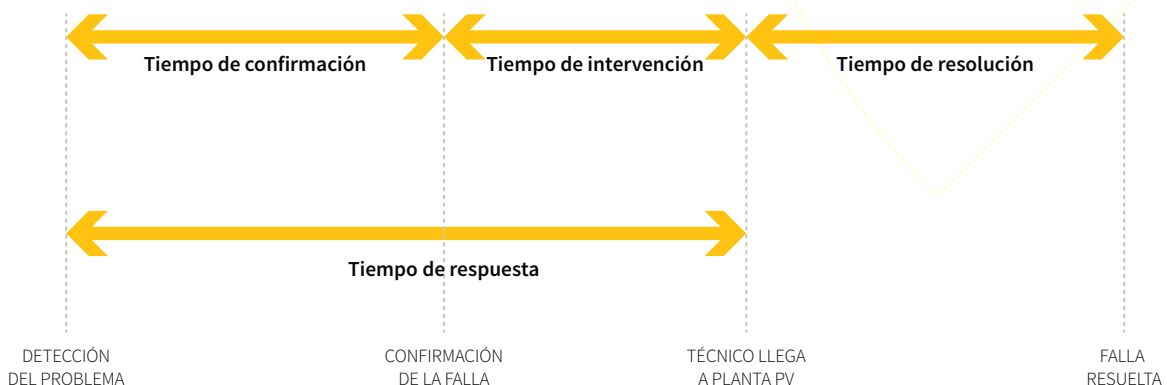 Tiempo de confirmación
Tiempo de intervención
Tiempo de resolución
Tiempo de respuesta
DETECCIÓN
DEL PROBLEMA
CONFIRMACIÓN
DE LA FALLA
TÉCNICO LLEGA
A PLANTA PV
FALLA
RESUELTA